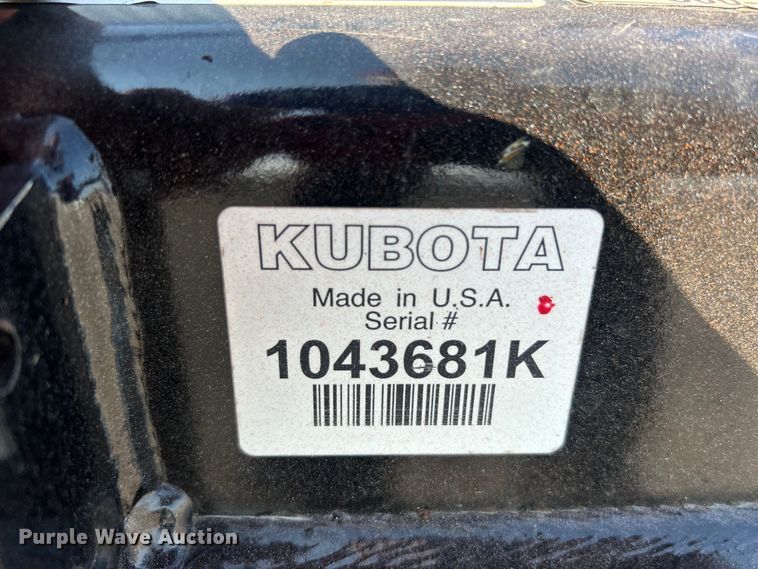 KUBOTA
Made in U.S.A.
Serial #
1043681K
Purple Wave Auction